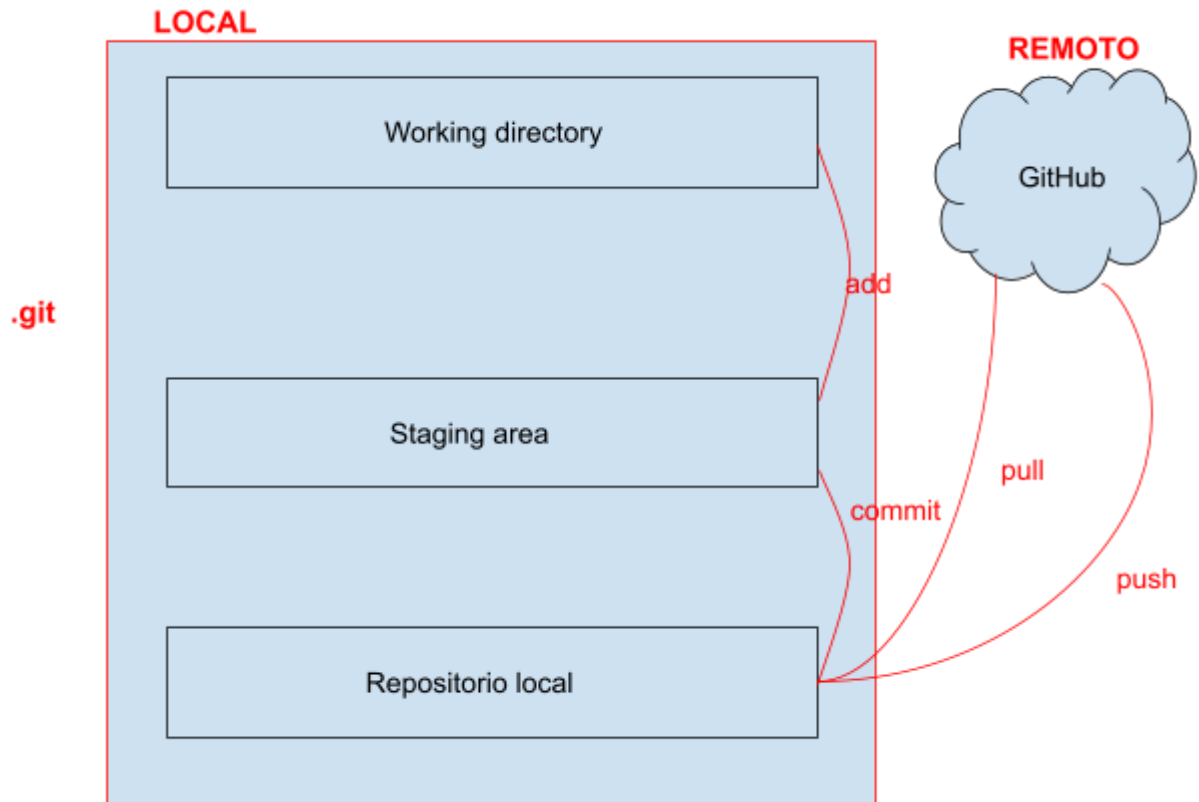 LOCAL
REMOTO
Working directory
GitHub
add
.git
Staging area
pull
commit
push
Repositorio local